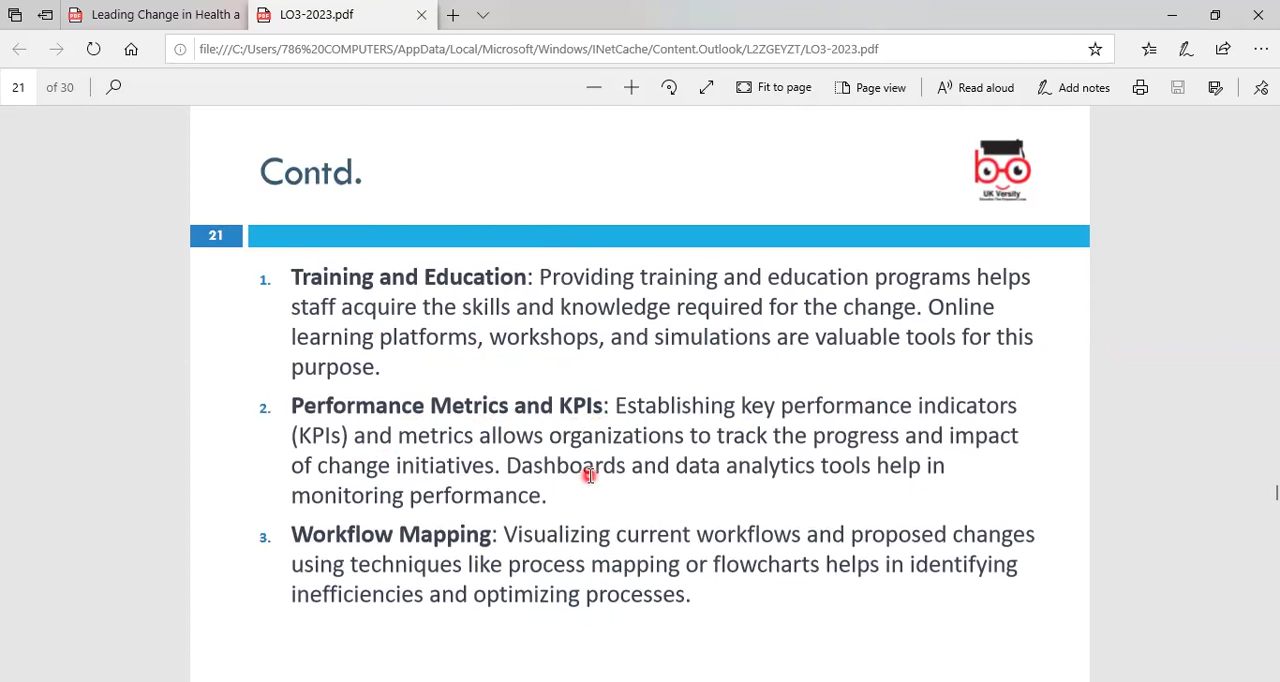 Leading Change in Health a
LO3-2023.pdf
file:///C:/Users/786%20COMPUTERS/AppData/Local/Microsoft/Windows/INetCache/Content.Outlook/L2ZGEYZT/LO3-2023.pdf
21 of 30
Fit to page
Page view
Read aloud
Add notes
Contd.
UK Versity
21
1. Training and Education: Providing training and education programs helps
staff acquire the skills and knowledge required for the change. Online
learning platforms, workshops, and simulations are valuable tools for this
purpose.
2. Performance Metrics and KPIs: Establishing key performance indicators
(KPIs) and metrics allows organizations to track the progress and impact
of change initiatives. Dashboards and data analytics tools help in
monitoring performance.
3. Workflow Mapping: Visualizing current workflows and proposed changes
using techniques like process mapping or flowcharts helps in identifying
inefficiencies and optimizing processes.